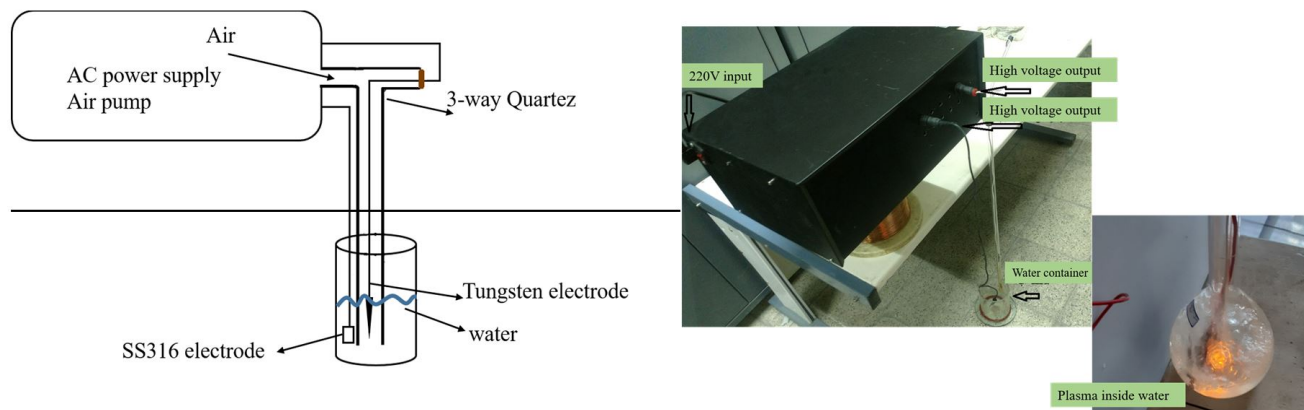 Air
AC power supply
Air pump
3-way Quartez
Tungsten electrode
water
SS316 electrode
220V input
High voltage output
High voltage output
Water container
Plasma inside water